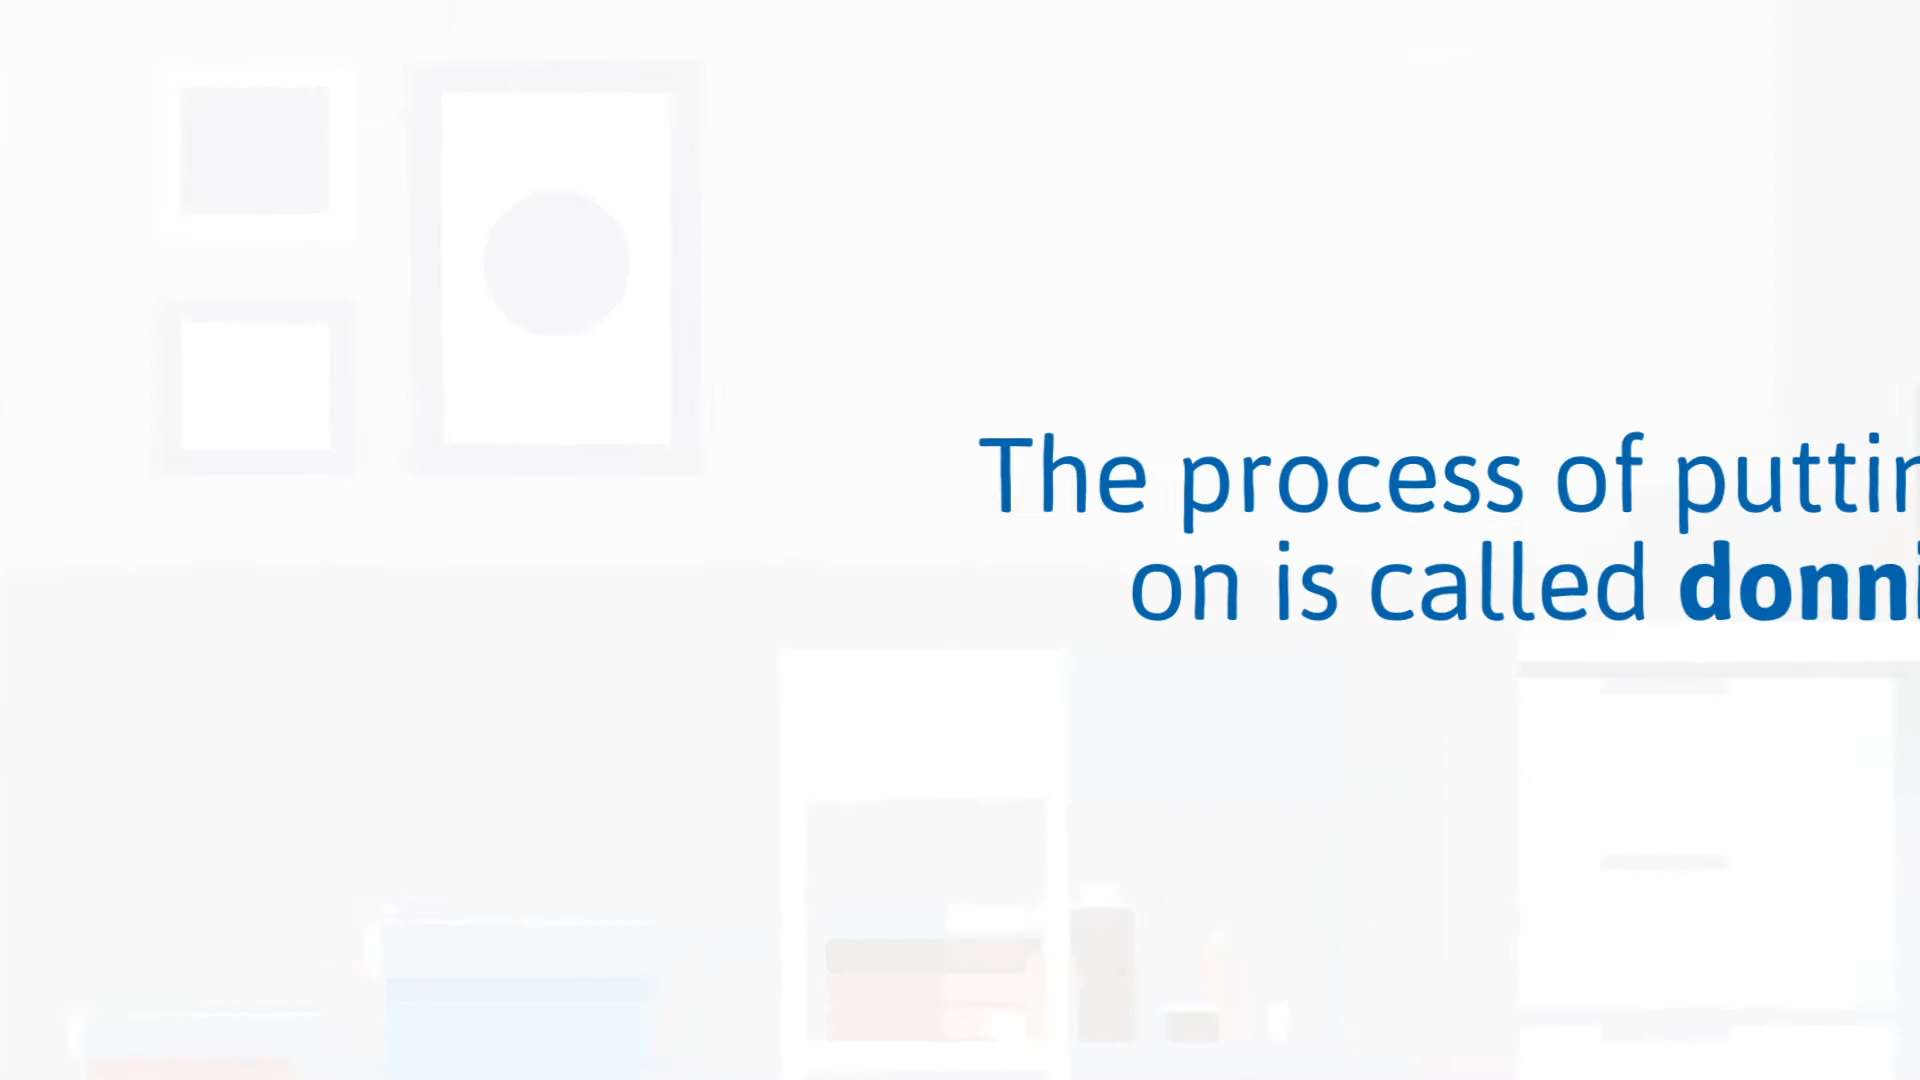 The process of puttin
on is called donni